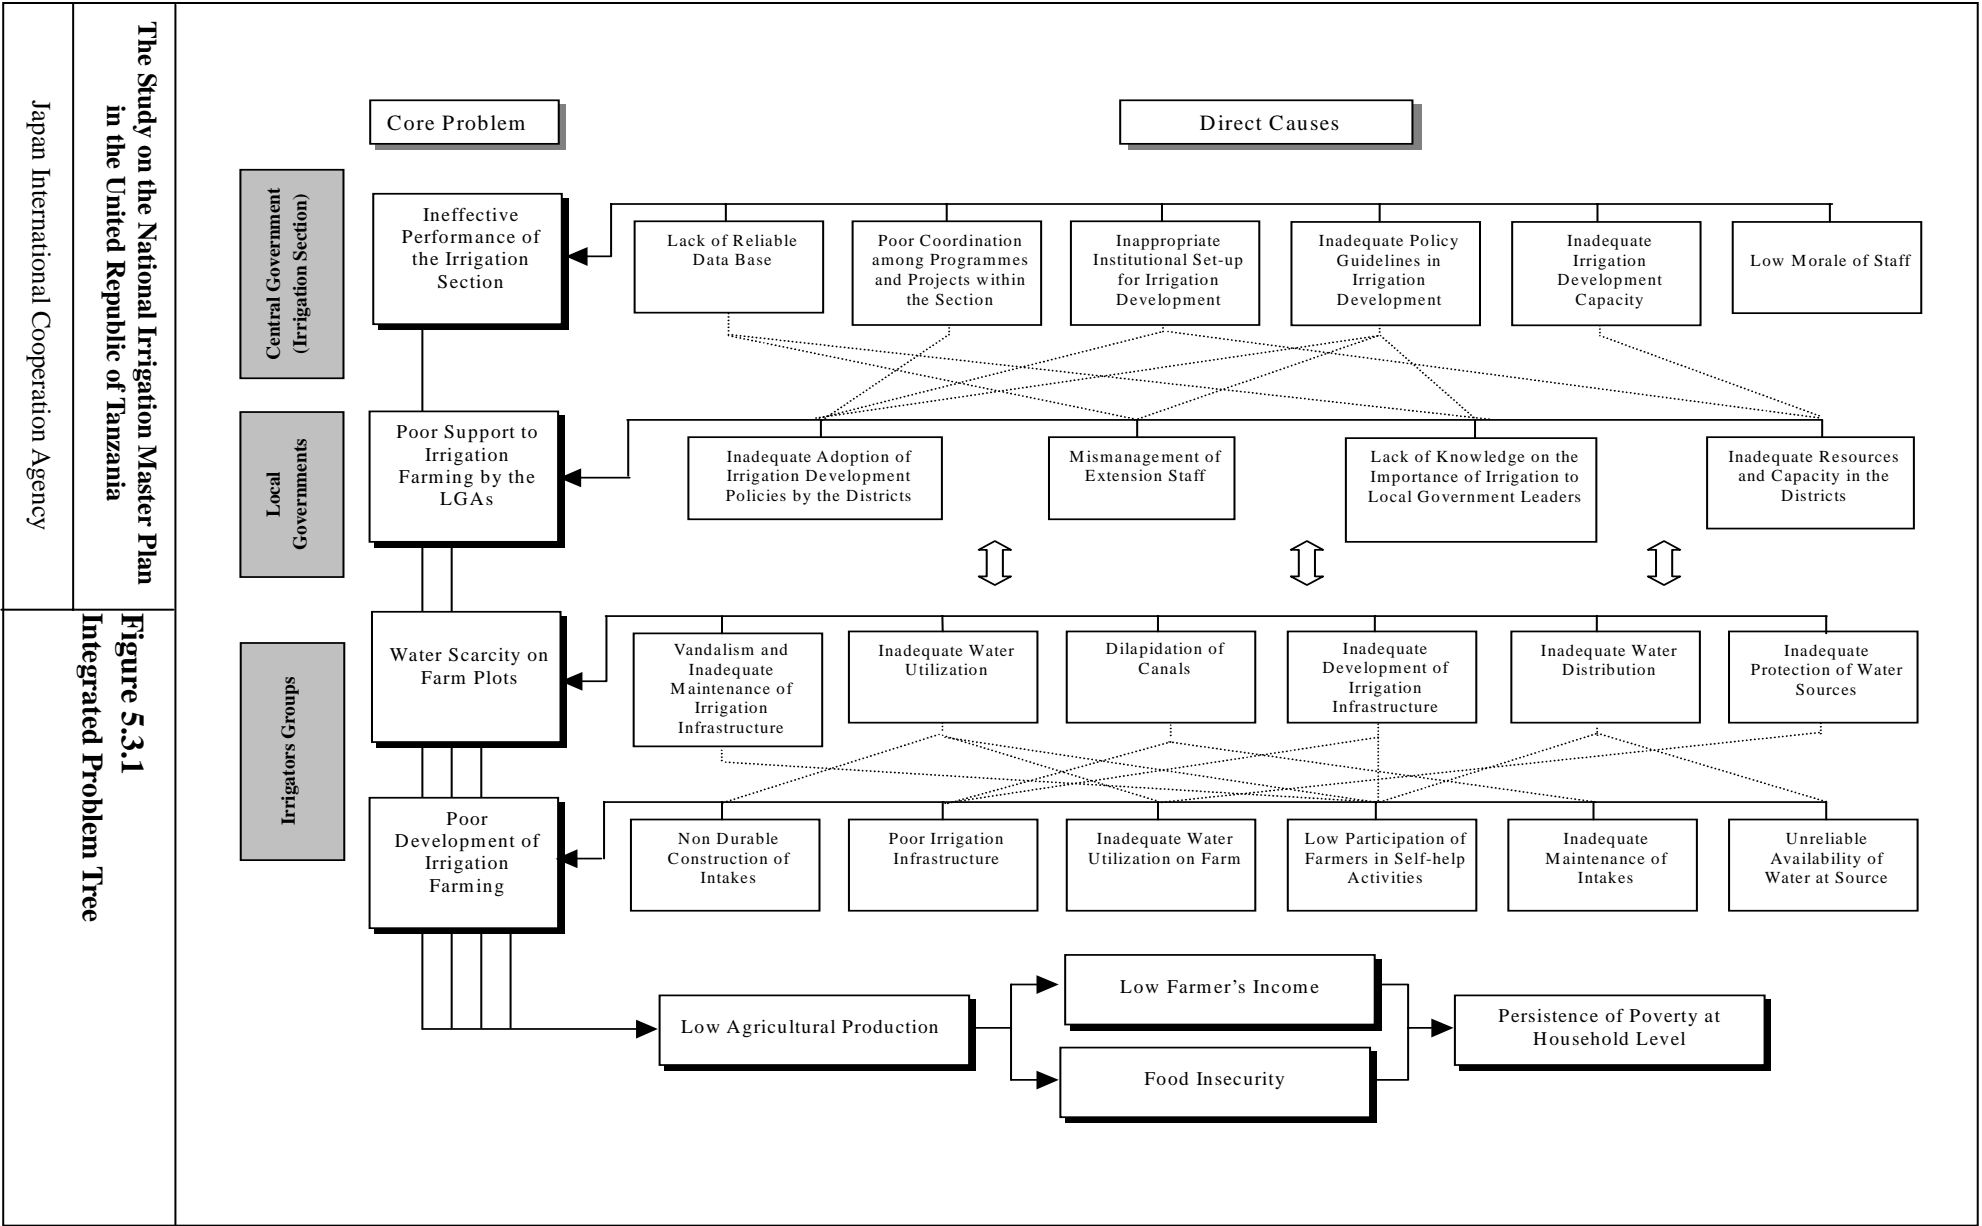 The Study on the National Irrigation Master Plan
in the United Republic of Tanzania
Japan International Cooperation Agency
Figure 5.3.1
Integrated Problem Tree
Core Problem
Direct Causes
Central Government
(Irrigation Section)
Ineffective
Performance of
the Irrigation
Section
Lack of Reliable
Data Base
Poor Coordination
among Programmes
and Projects within
the Section
Inappropriate
Institutional Set-up
for Irrigation
Development
Inadequate Policy
Guidelines in
Irrigation
Development
Inadequate
Irrigation
Development
Capacity
Low Morale of Staff
Local
Governments
Poor Support to
Irrigation
Farming by the
LGAs
Inadequate Adoption of
Irrigation Development
Policies by the Districts
Mismanagement of
Extension Staff
Lack of Knowledge on the
Importance of Irrigation to
Local Government Leaders
Inadequate Resources
and Capacity in the
Districts
Irrigators Groups
Water Scarcity on
Farm Plots
Vandalism and
Inadequate
Maintenance of
Irrigation
Infrastructure
Inadequate Water
Utilization
Dilapidation of
Canals
Inadequate
Development of
Irrigation
Infrastructure
Inadequate Water
Distribution
Inadequate
Protection of Water
Sources
Poor
Development of
Irrigation
Farming
Non Durable
Construction of
Intakes
Poor Irrigation
Infrastructure
Inadequate Water
Utilization on Farm
Low Participation of
Farmers in Self-help
Activities
Inadequate
Maintenance of
Intakes
Unreliable
Availability of
Water at Source
Low Agricultural Production
Low Farmer's Income
Food Insecurity
Persistence of Poverty at
Household Level